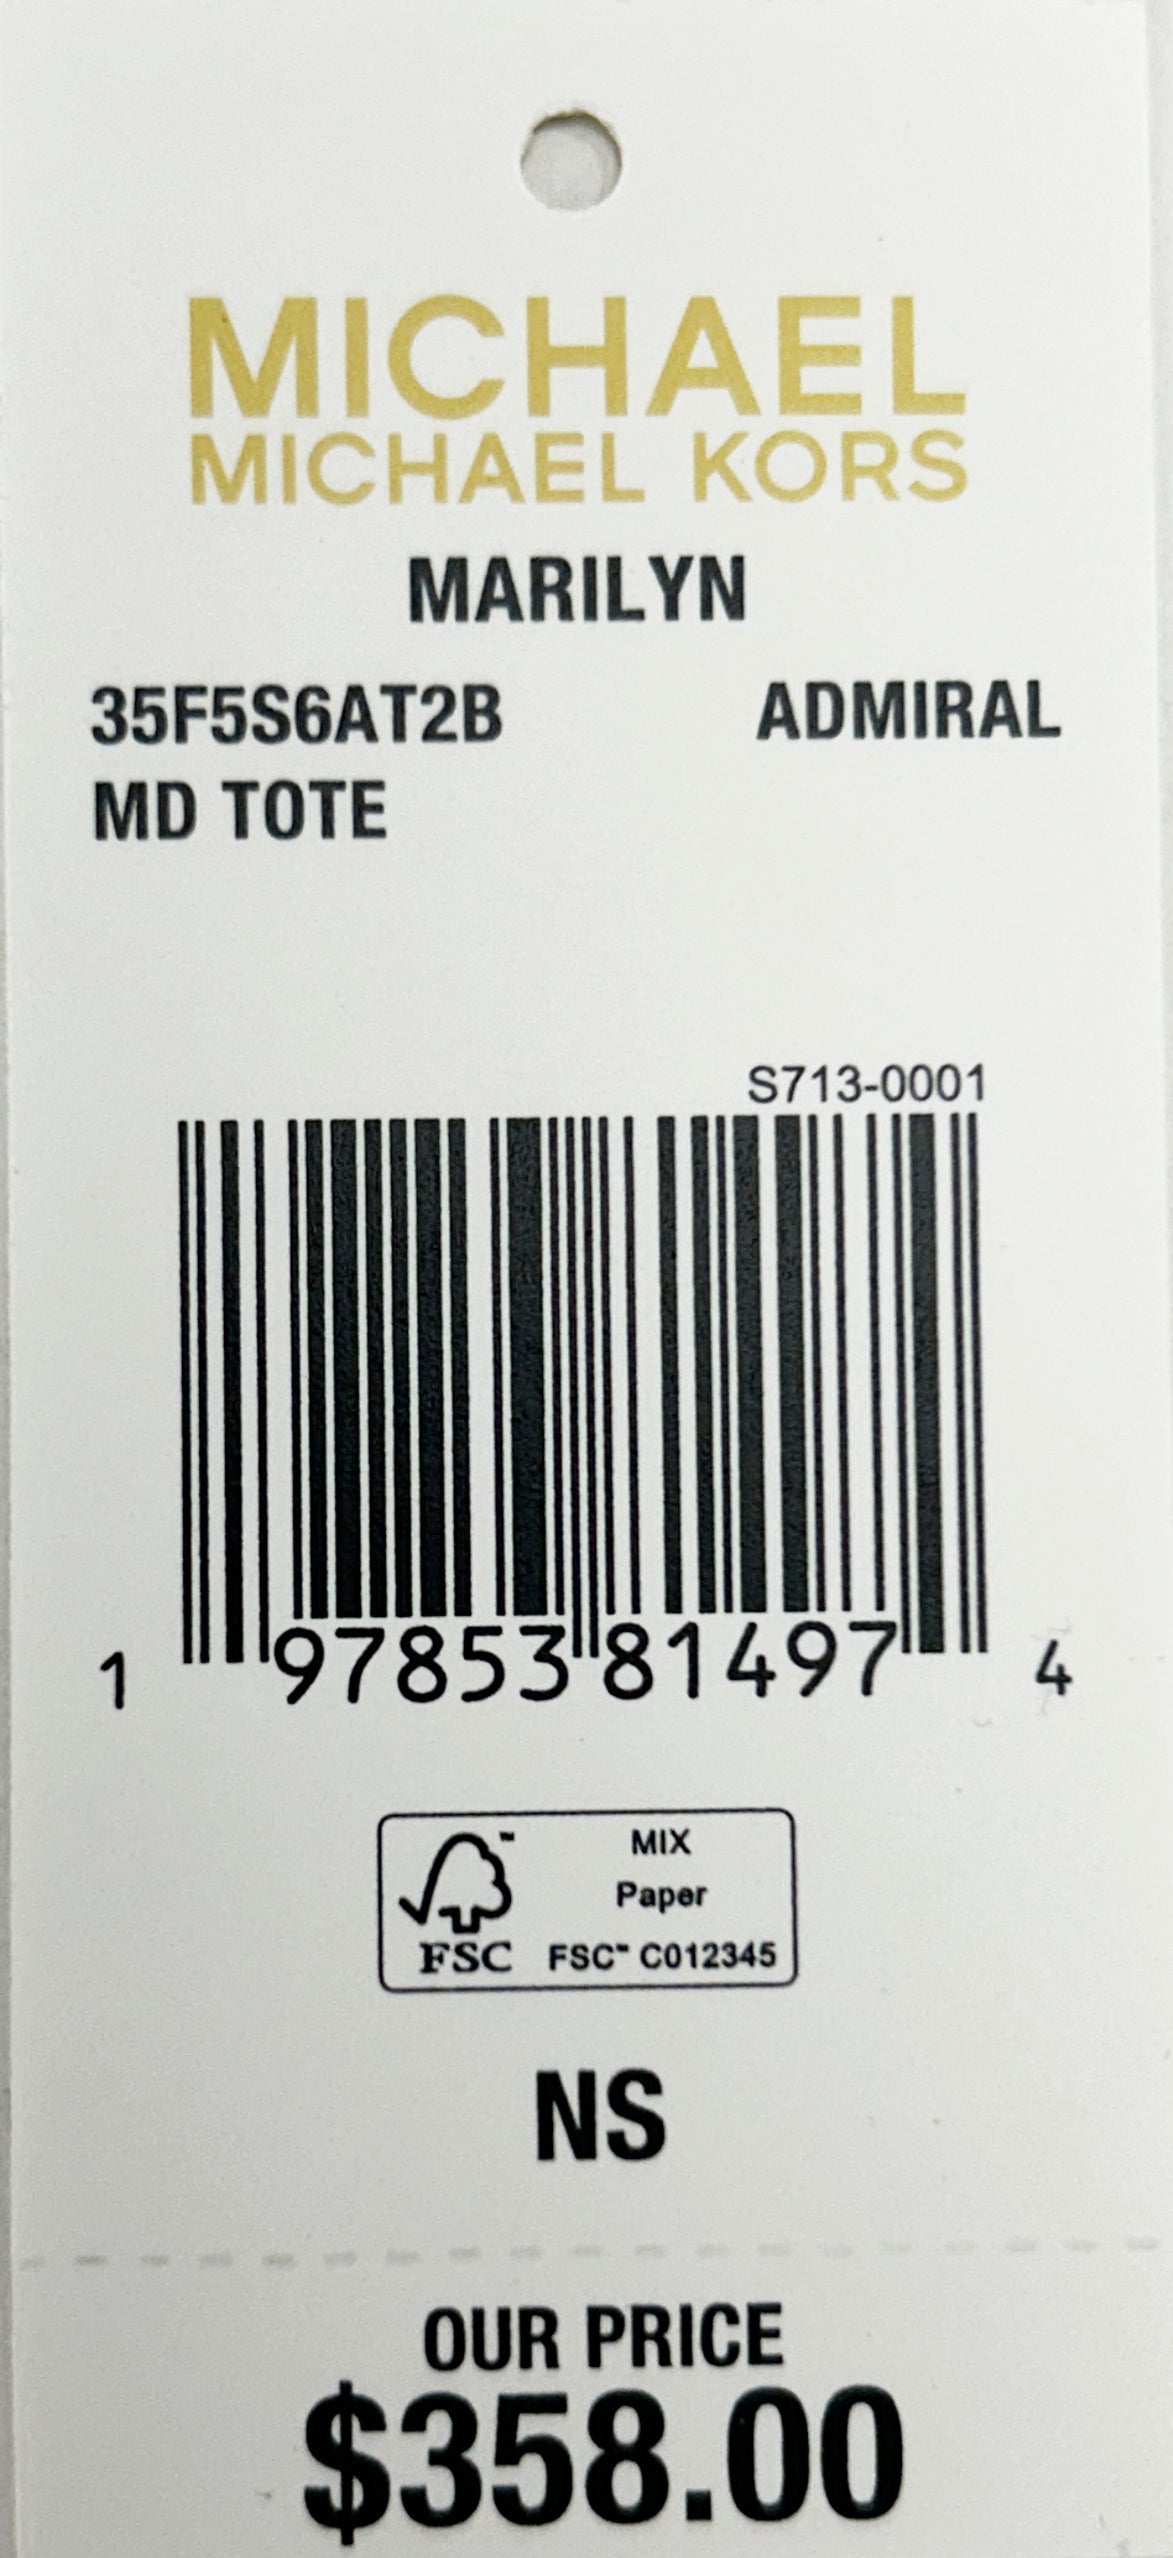 MICHAEL
MICHAEL KORS
MARILYN
35F5S6AT2B ADMIRAL
MD TOTE
S713-0001
1 97853 81497 4
FSC™ MIX
Paper
FSC™ C012345
NS
OUR PRICE
$358.00